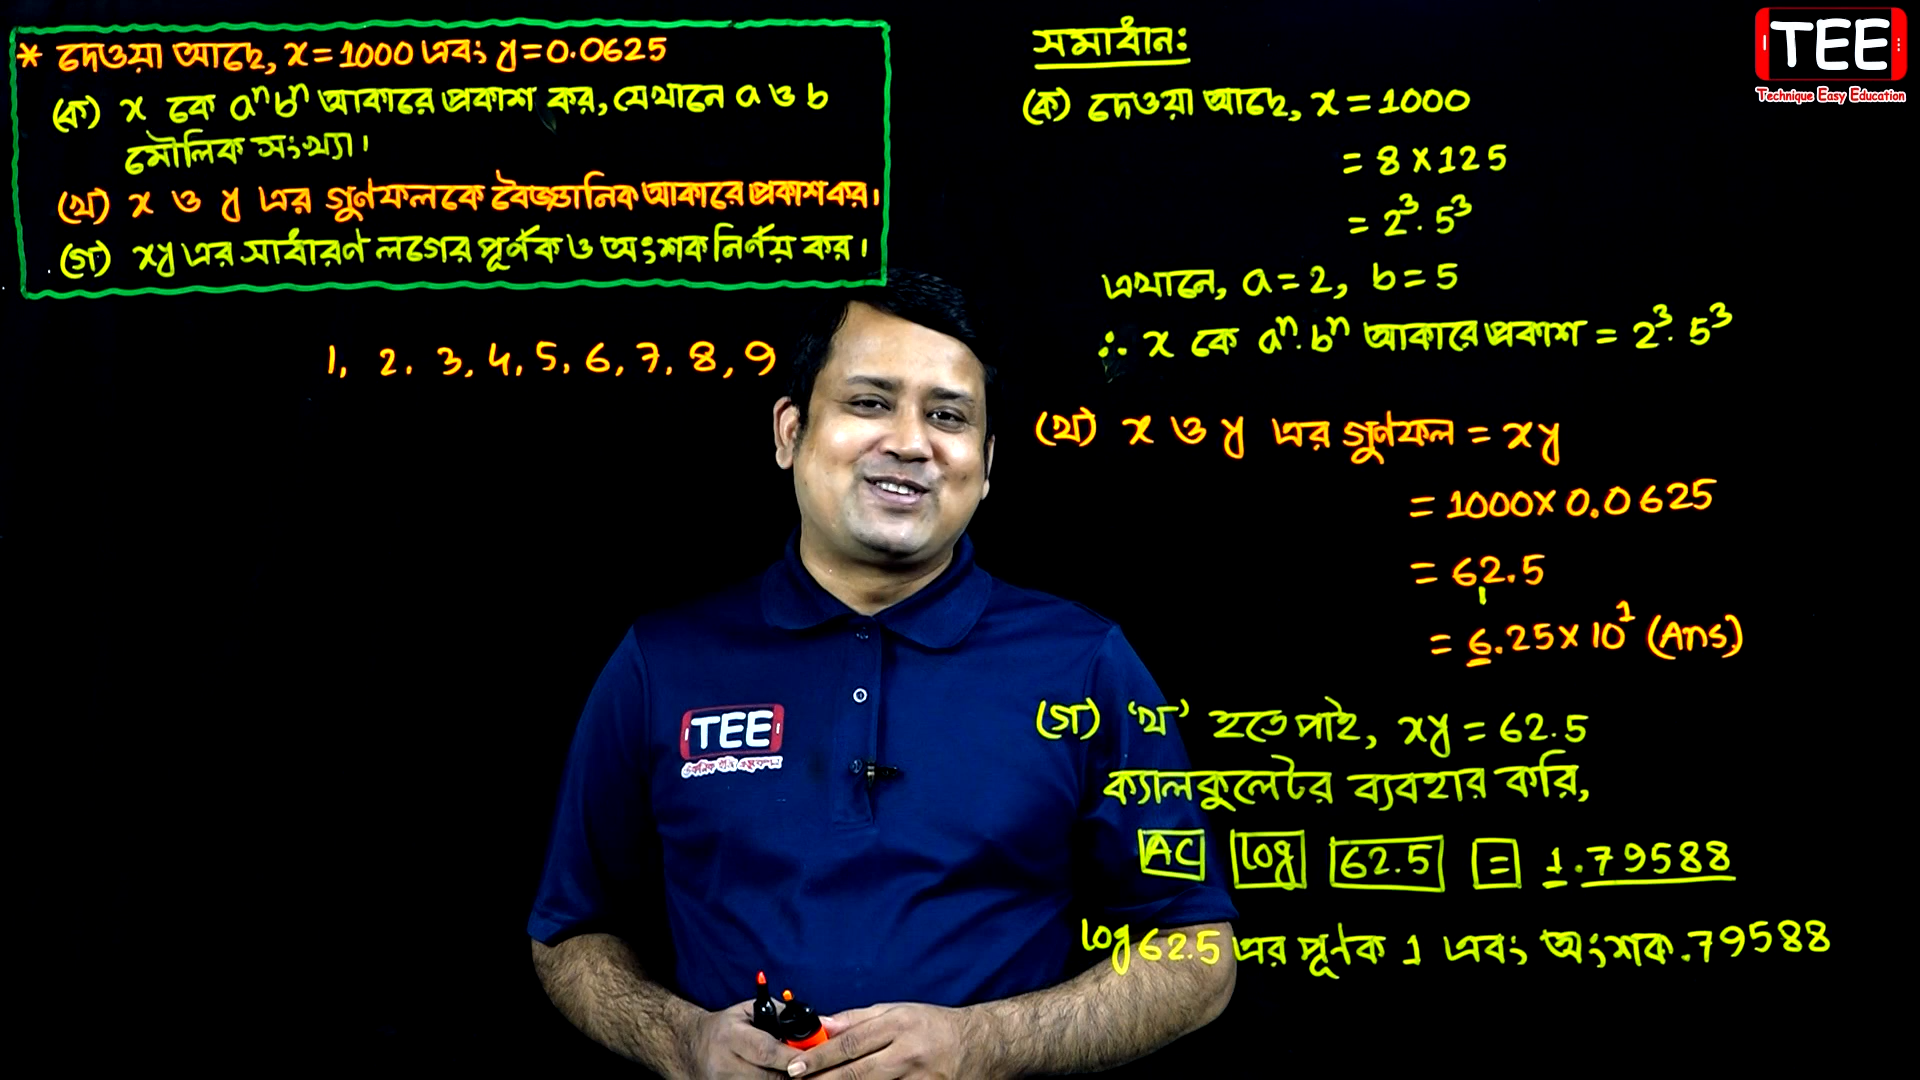 * দেওয়া আছে, x = 1000 এবং y = 0.0625
(ক) x কে aⁿbⁿ আকারে প্রকাশ কর, যেখানে a ও b
মৌলিক সংখ্যা।
(খ) x ও y এর গুণফলকে বৈজ্ঞানিক আকারে প্রকাশ কর।
(গ) xy এর সাধারণ লগের পূর্ণক ও অংশক নির্ণয় কর।
1, 2, 3, 4, 5, 6, 7, 8, 9
সমাধান:
(ক) দেওয়া আছে, x = 1000
= 8 × 125
= 2³. 5³
এখানে, a = 2, b = 5
∴ x কে aⁿ. bⁿ আকারে প্রকাশ = 2³. 5³
(খ) x ও y এর গুণফল = xy
= 1000 × 0.0625
= 62.5
= 6.25 × 10¹ (Ans.)
(গ) 'খ' হতে পাই, xy = 62.5
ক্যালকুলেটর ব্যবহার করি,
AC log 62.5 = 1.79588
log 62.5 এর পূর্ণক 1 এবং অংশক .79588
TEE
Technique Easy Education
TEE